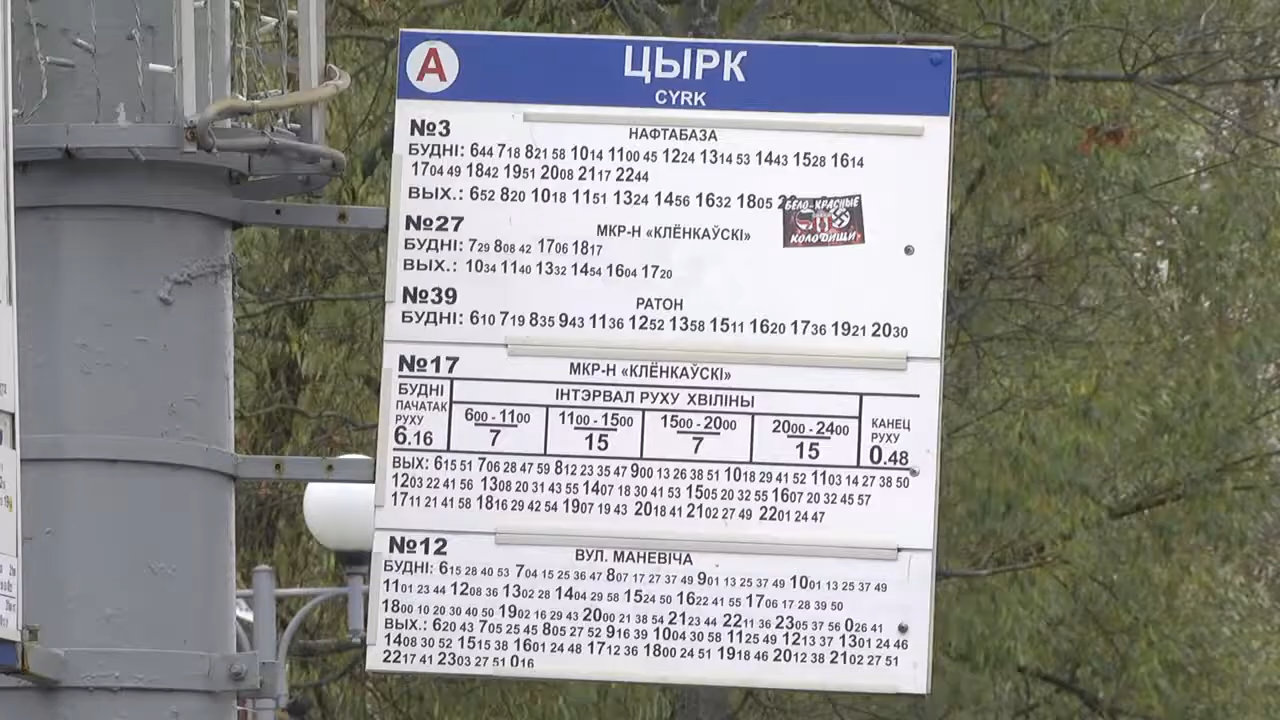 А
ЦЫРК
CYRK
№3 НАФТАБАЗА
БУДНІ: 644 718 821 58 1014 1100 45 1224 1314 53 1443 1528 1614
1704 49 1842 1951 2008 2117 2244
ВЫХ.: 652 820 1018 1151 1324 1456 1632 1805
БЕЛО-КРАСНЫЕ
КОЛОДИЩИ
№27 МКР-Н «КЛЁНКАЎСКІ»
БУДНІ: 729 808 42 1706 1817
ВЫХ.: 1034 1140 1332 1454 1604 1720
№39 РАТОН
БУДНІ: 610 719 835 943 1136 1252 1358 1511 1620 1736 1921 2030
№17 МКР-Н «КЛЁНКАЎСКІ»
БУДНІ ІНТЭРВАЛ РУХУ ХВІЛІНЫ
ПАЧАТАК РУХУ 600 - 1100 1100 - 1500 1500 - 2000 2000 - 2400 КАНЕЦ РУХУ
6.16 7 15 7 15 0.48
ВЫХ: 615 51 706 28 47 59 812 23 35 47 900 13 26 38 51 1018 29 41 52 1103 14 27 38 50
1203 22 41 56 1308 20 31 43 55 1407 18 30 41 53 1505 20 32 55 1607 20 32 45 57
1711 21 41 58 1816 29 42 54 1907 19 43 2018 41 2102 27 49 2201 24 47
№12 ВУЛ. МАНЕВІЧА
БУДНІ: 615 28 40 53 704 15 25 36 47 807 17 27 37 49 901 13 25 37 49 1001 13 25 37 49
1101 23 44 1208 36 1302 28 1404 29 58 1524 50 1622 41 55 1706 17 28 39 50
1800 10 20 30 40 50 1902 16 29 43 2000 21 38 54 2123 44 2211 36 2305 37 56 026 41
ВЫХ.: 620 43 705 25 45 805 27 52 916 39 1004 30 58 1125 49 1213 37 1301 24 46
1408 30 52 1515 38 1601 24 48 1712 36 1800 24 51 1918 46 2012 38 2102 27 51
2217 41 2303 27 51 016